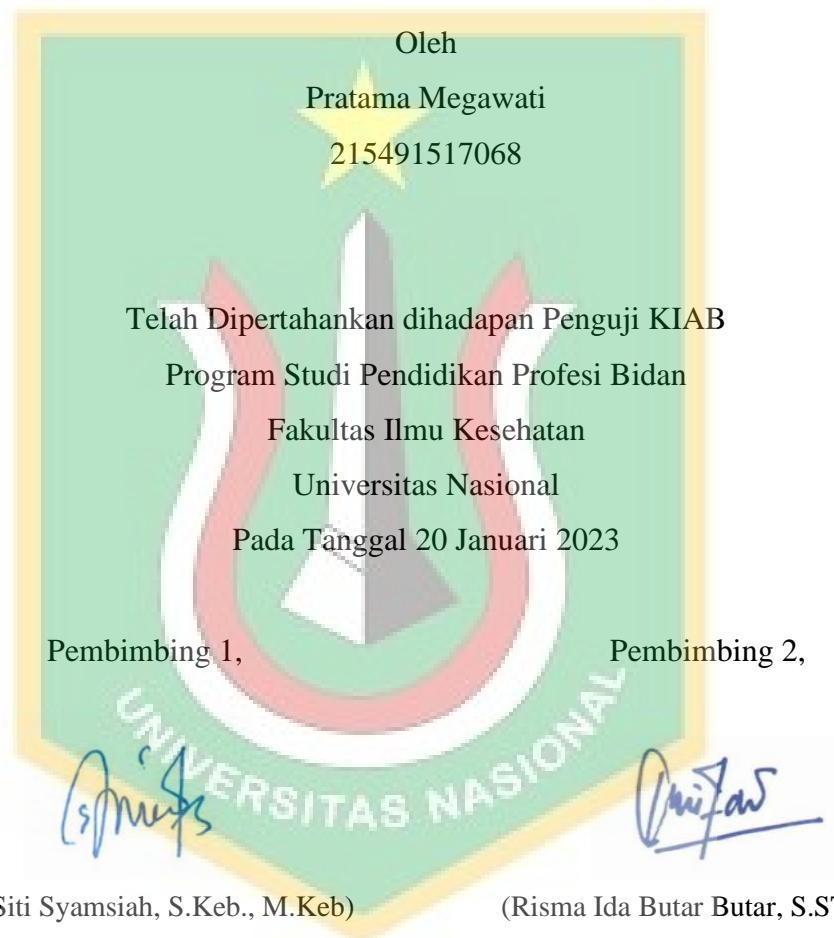 Oleh
Pratama Megawati
215491517068
Telah Dipertahankan dihadapan Penguji KIAB
Program Studi Pendidikan Profesi Bidan
Fakultas Ilmu Kesehatan
Universitas Nasional
Pada Tanggal 20 Januari 2023
Pembimbing 1, Pembimbing 2,
UNIVERSITAS NASIONAL
Siti Syamsiah, S.Keb., M.Keb) (Risma Ida Butar Butar, S.ST